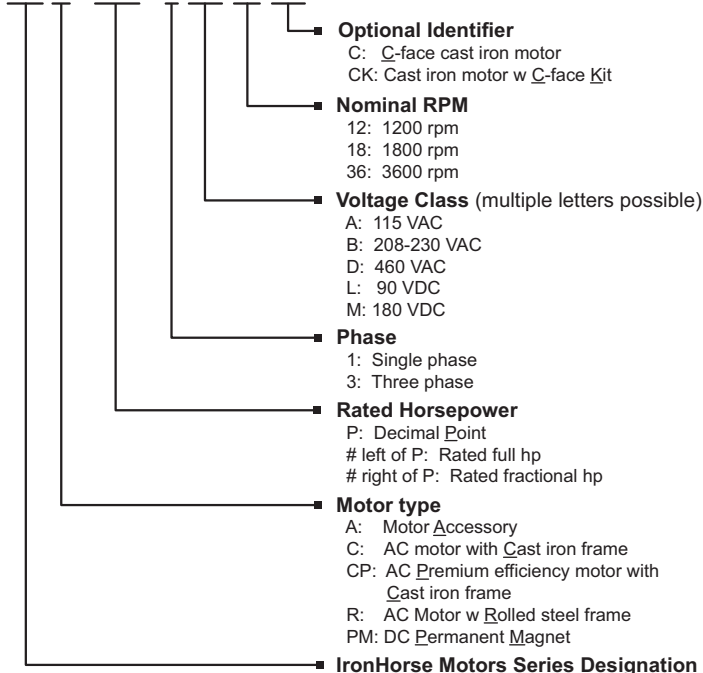 Optional Identifier
C: C-face cast iron motor
CK: Cast iron motor w C-face Kit
Nominal RPM
12: 1200 rpm
18: 1800 rpm
36: 3600 rpm
Voltage Class (multiple letters possible)
A: 115 VAC
B: 208-230 VAC
D: 460 VAC
L: 90 VDC
M: 180 VDC
Phase
1: Single phase
3: Three phase
Rated Horsepower
P: Decimal Point
# left of P: Rated full hp
# right of P: Rated fractional hp
Motor type
A: Motor Accessory
C: AC motor with Cast iron frame
CP: AC Premium efficiency motor with
Cast iron frame
R: AC Motor w Rolled steel frame
PM: DC Permanent Magnet
IronHorse Motors Series Designation